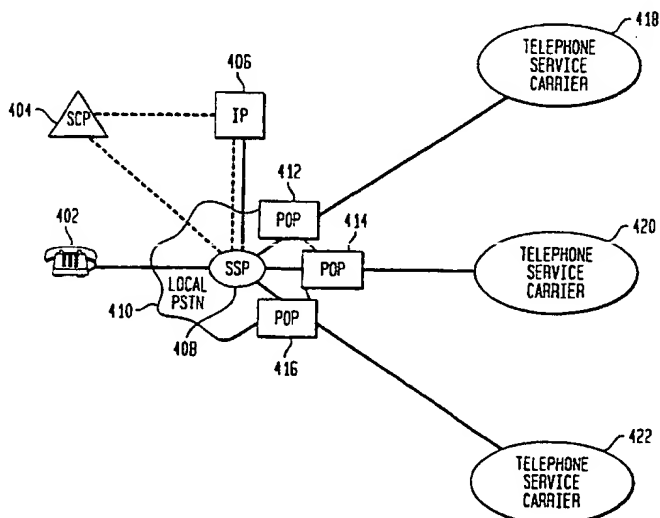 418
TELEPHONE
SERVICE
CARRIER
406
404
SCP
IP
412
402
POP
414
420
SSP
POP
TELEPHONE
SERVICE
CARRIER
LOCAL
PSTN
410
POP
408
416
422
TELEPHONE
SERVICE
CARRIER